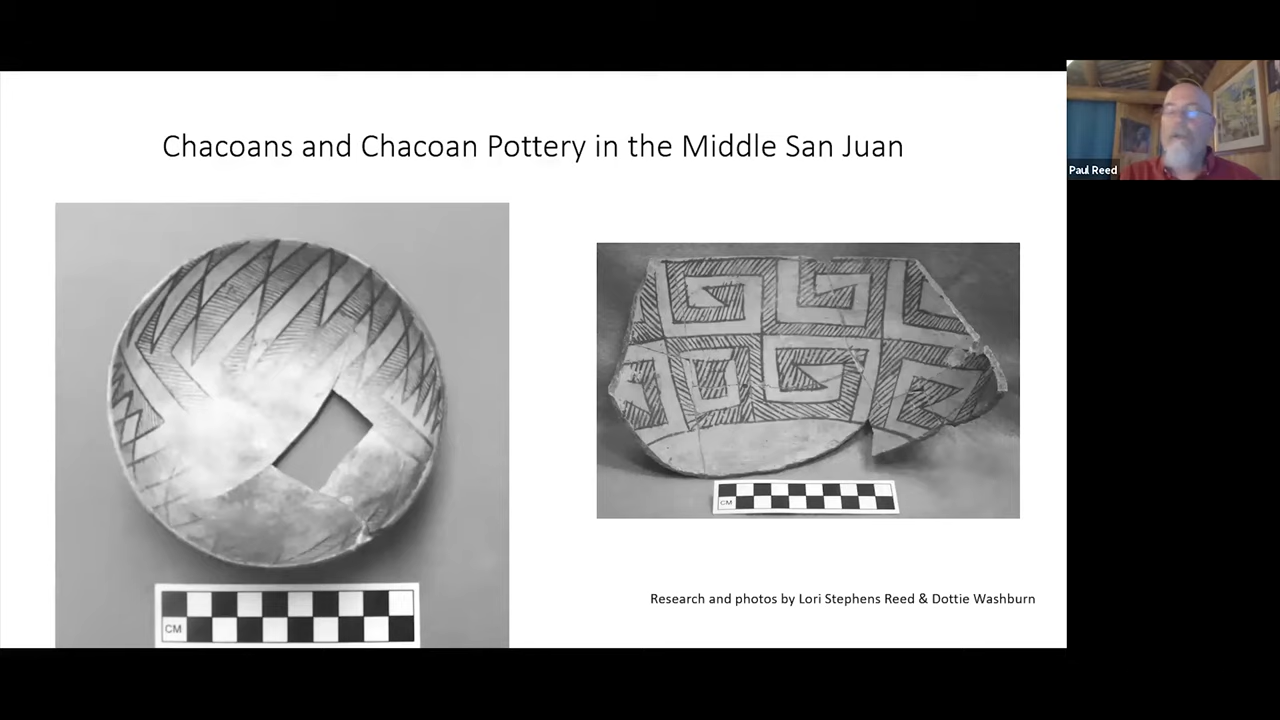 Chacoans and Chacoan Pottery in the Middle San Juan
Paul Reed
CM
CM
Research and photos by Lori Stephens Reed & Dottie Washburn